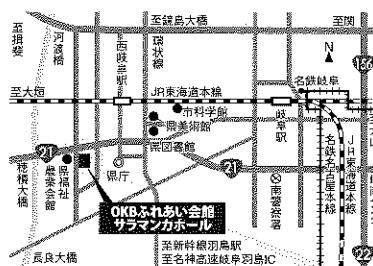 至鏡島大橋
至関
至揖斐
河渡橋
西岐阜駅
環状線
N
156
名鉄岐阜
至大垣
JR東海道本線
市科学館
県美術館
県図書館
岐阜駅
21
21
県庁
県福祉
農業会館
穂積大橋
南警察署
名鉄名古屋本線
JR東海道本線
OKBふれあい会館
サラマンカホール
長良大橋
至新幹線羽島駅
至名神高速岐阜羽島IC
22